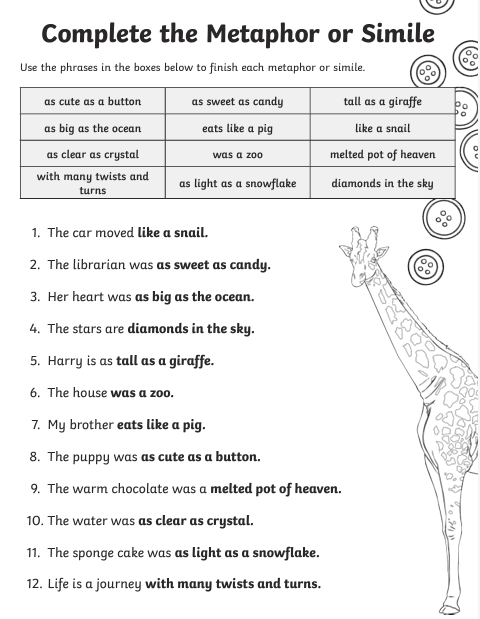 Complete the Metaphor or Simile
Use the phrases in the boxes below to finish each metaphor or simile.
as cute as a button
as sweet as candy
tall as a giraffe
as big as the ocean
eats like a pig
like a snail
as clear as crystal
was a zoo
melted pot of heaven
with many twists and
turns
as light as a snowflake
diamonds in the sky
1. The car moved like a snail.
2. The librarian was as sweet as candy.
3. Her heart was as big as the ocean.
4. The stars are diamonds in the sky.
5. Harry is as tall as a giraffe.
6. The house was a zoo.
7. My brother eats like a pig.
8. The puppy was as cute as a button.
9. The warm chocolate was a melted pot of heaven.
10. The water was as clear as crystal.
11. The sponge cake was as light as a snowflake.
12. Life is a journey with many twists and turns.